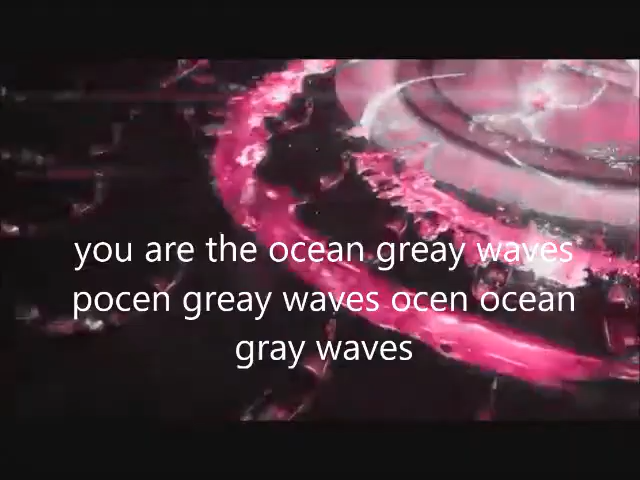 you are the ocean greay waves
pocen greay waves ocen ocean
gray waves